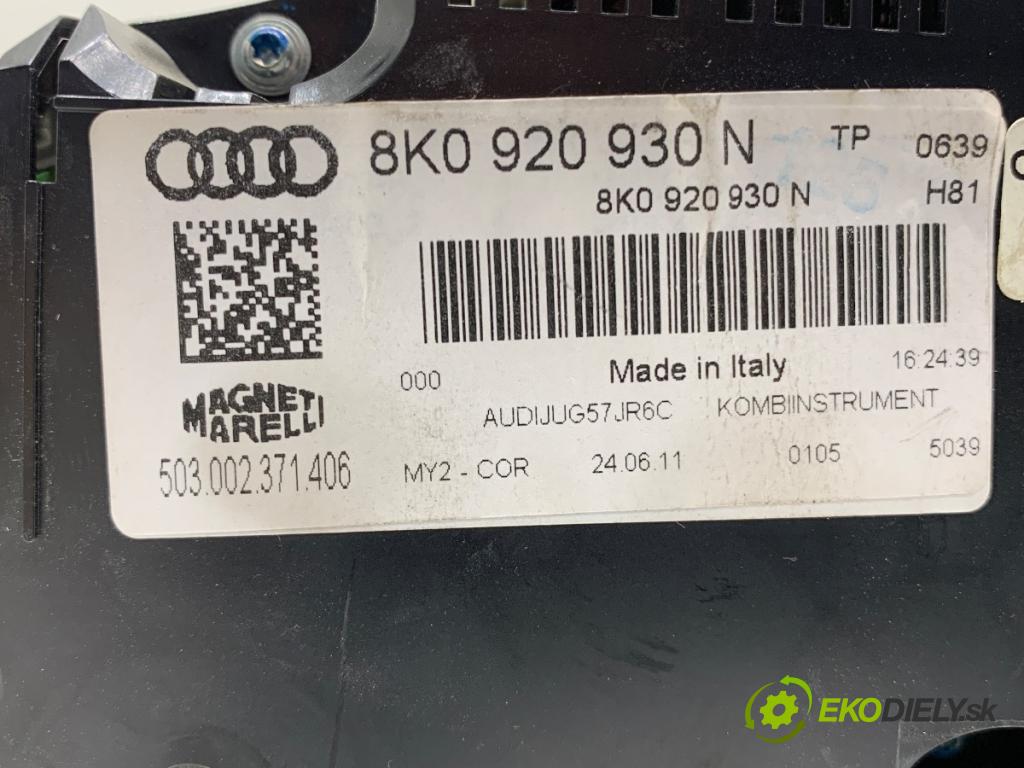 8K0 920 930 N TP 0639
8K0 920 930 N H81
000 Made in Italy 16:24:39
MAGNETI
MARELLI
AUDIJUG57JR6C KOMBIINSTRUMENT
503.002.371.406 MY2 - COR 24.06.11 0105 5039
EKODIELY.sk